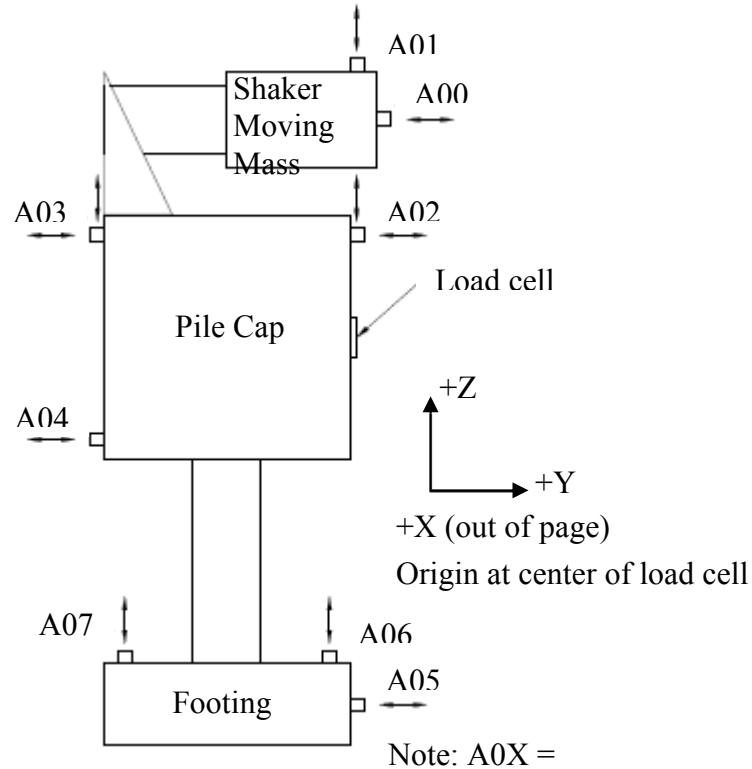 A01
Shaker
Moving
Mass
A00
A03
A02
Load cell
Pile Cap
+Z
A04
+Y
+X (out of page)
Origin at center of load cell
A07
A06
A05
Footing
Note: A0X =